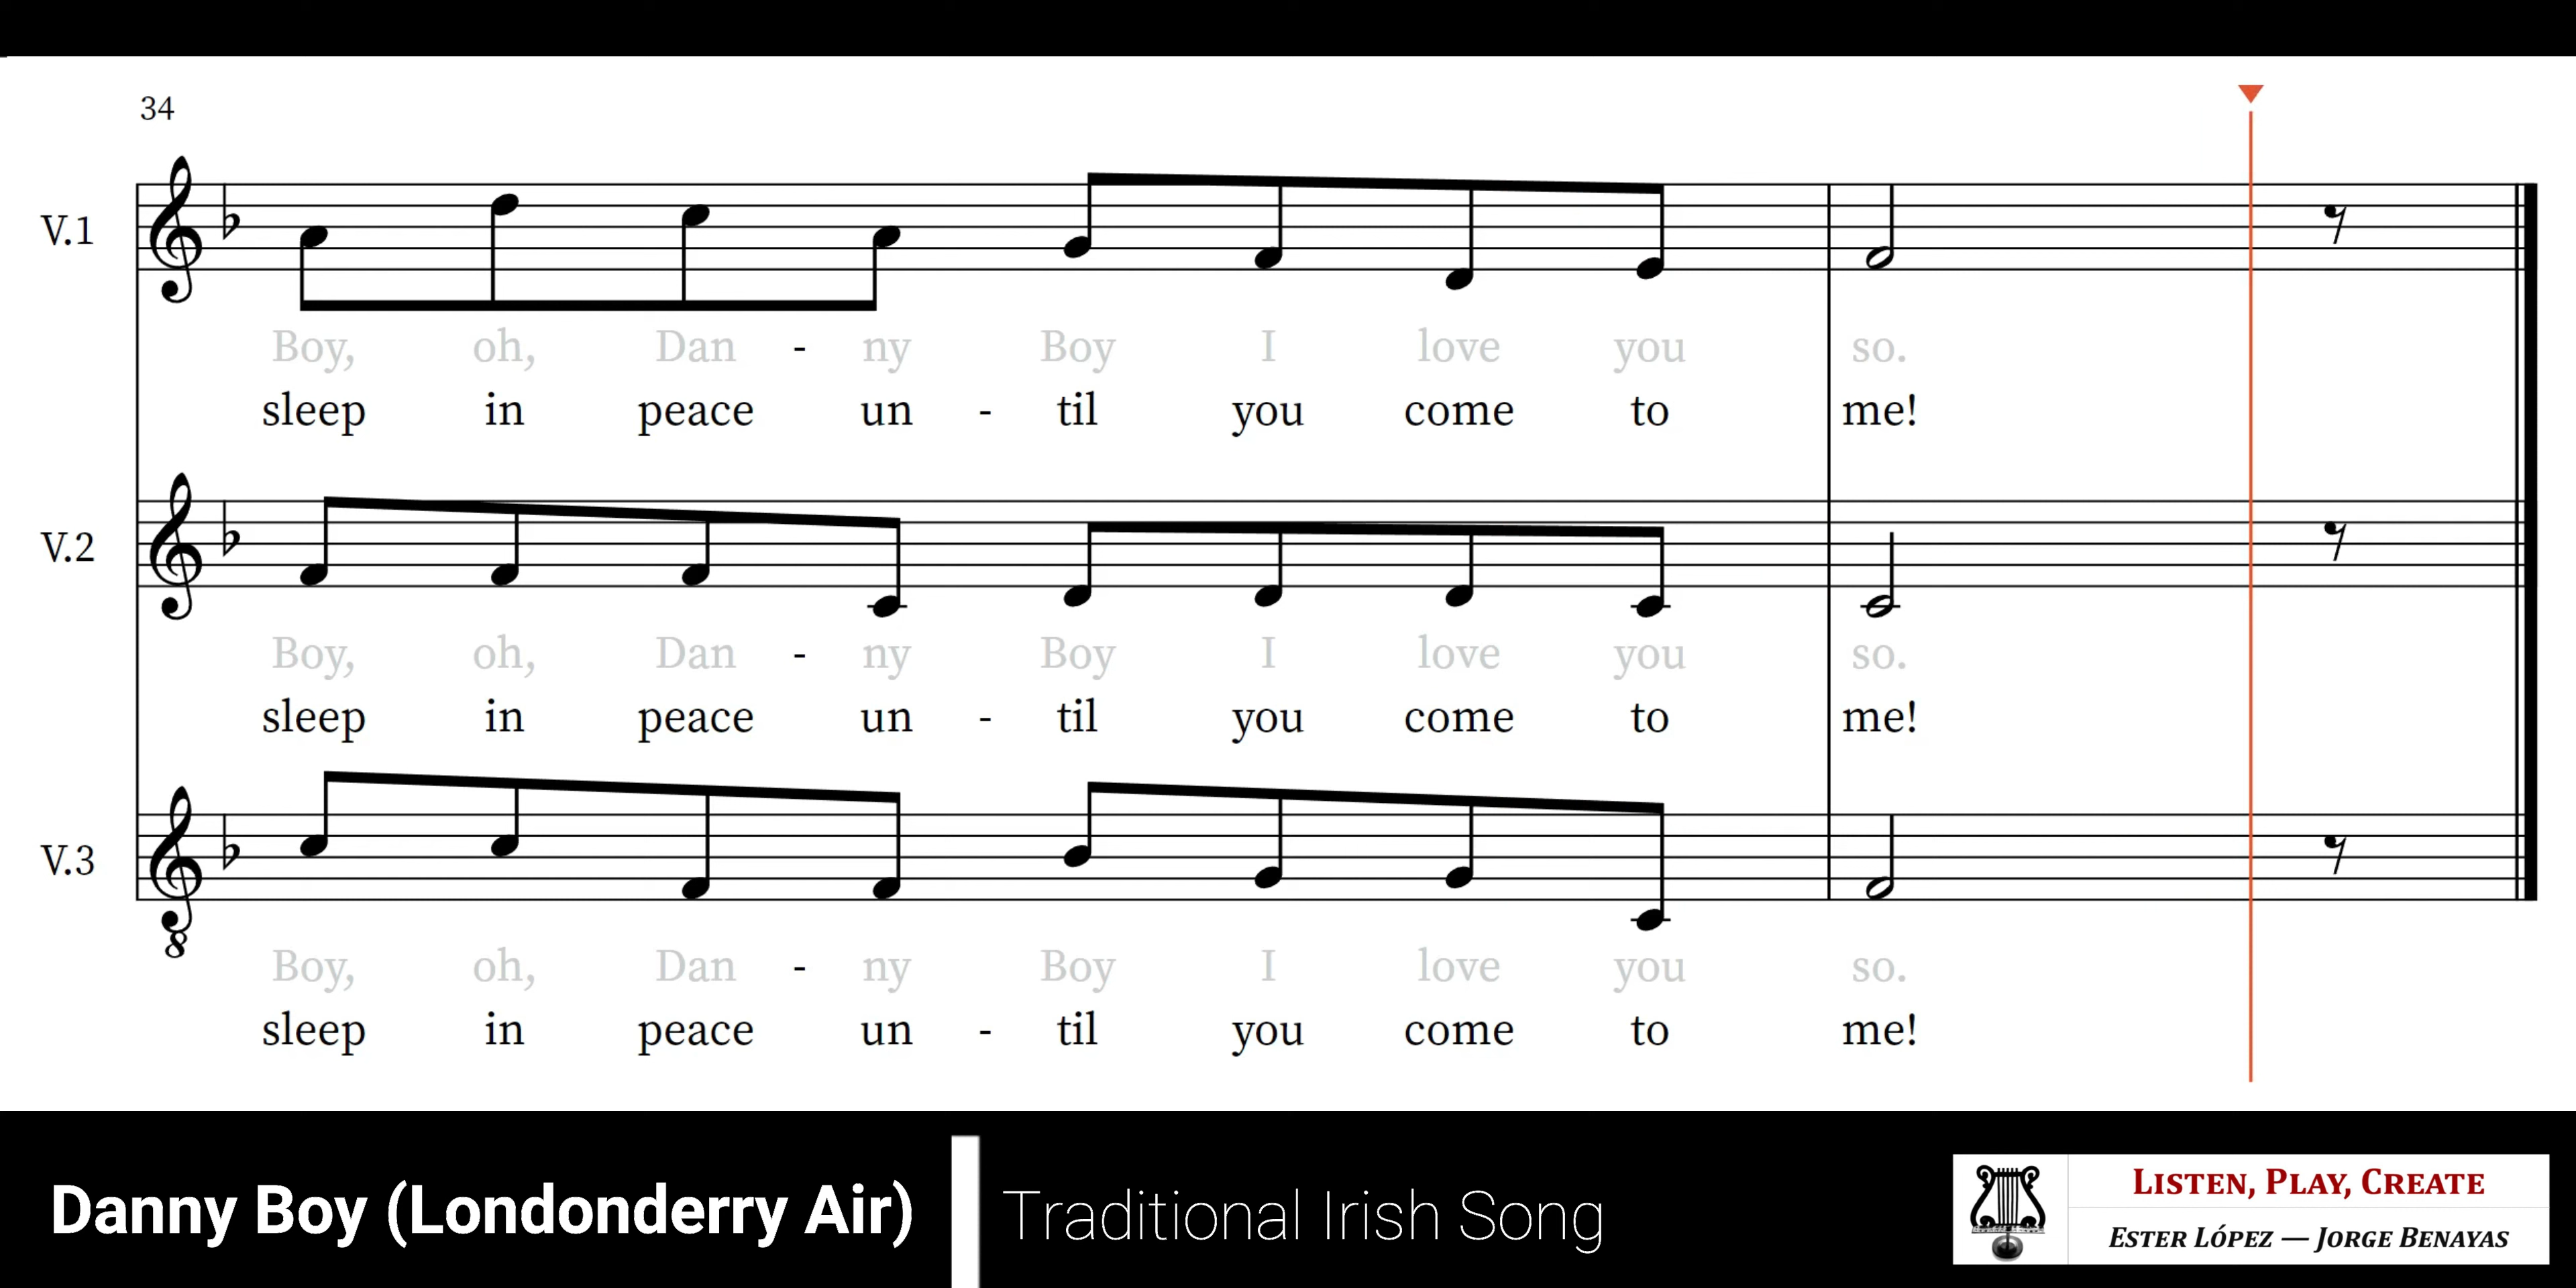 34
V.1
Boy, oh, Dan - ny Boy I love you so.
sleep in peace un - til you come to me!
V.2
Boy, oh, Dan - ny Boy I love you so.
sleep in peace un - til you come to me!
V.3
8
Boy, oh, Dan - ny Boy I love you so.
sleep in peace un - til you come to me!
Danny Boy (Londonderry Air)
Traditional Irish Song
LISTEN, PLAY, CREATE
ESTER LÓPEZ — JORGE BENAYAS